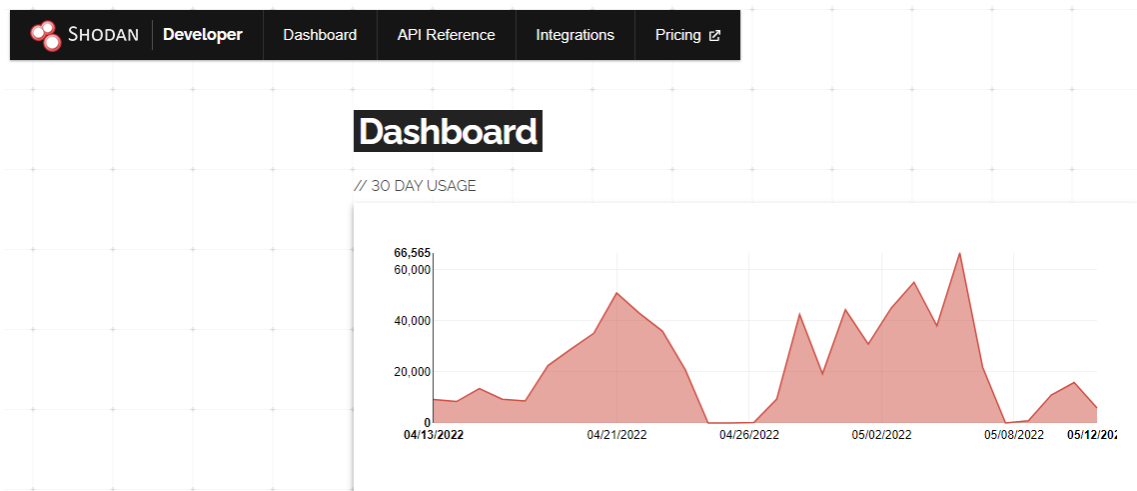 SHODAN Developer Dashboard API Reference Integrations Pricing
Dashboard
// 30 DAY USAGE
66,565
60,000
40,000
20,000
0
04/13/2022 04/21/2022 04/26/2022 05/02/2022 05/08/2022 05/12/202